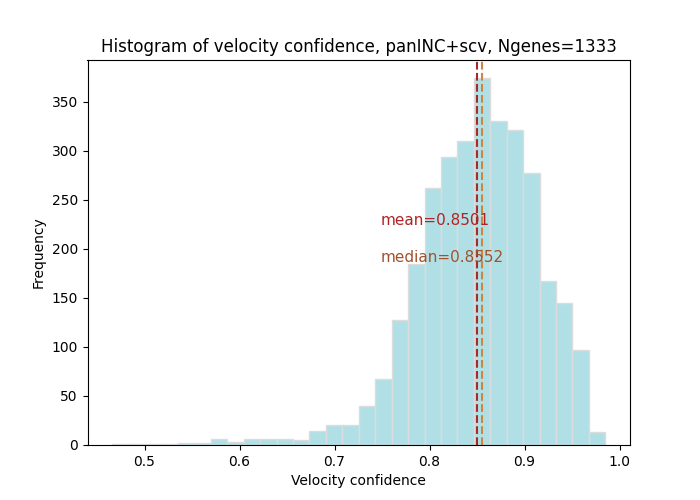 Histogram of velocity confidence, panINC+scv, Ngenes=1333
350
300
250
200
150
100
50
0
Frequency
mean=0.8501
median=0.8552
0.5 0.6 0.7 0.8 0.9 1.0
Velocity confidence